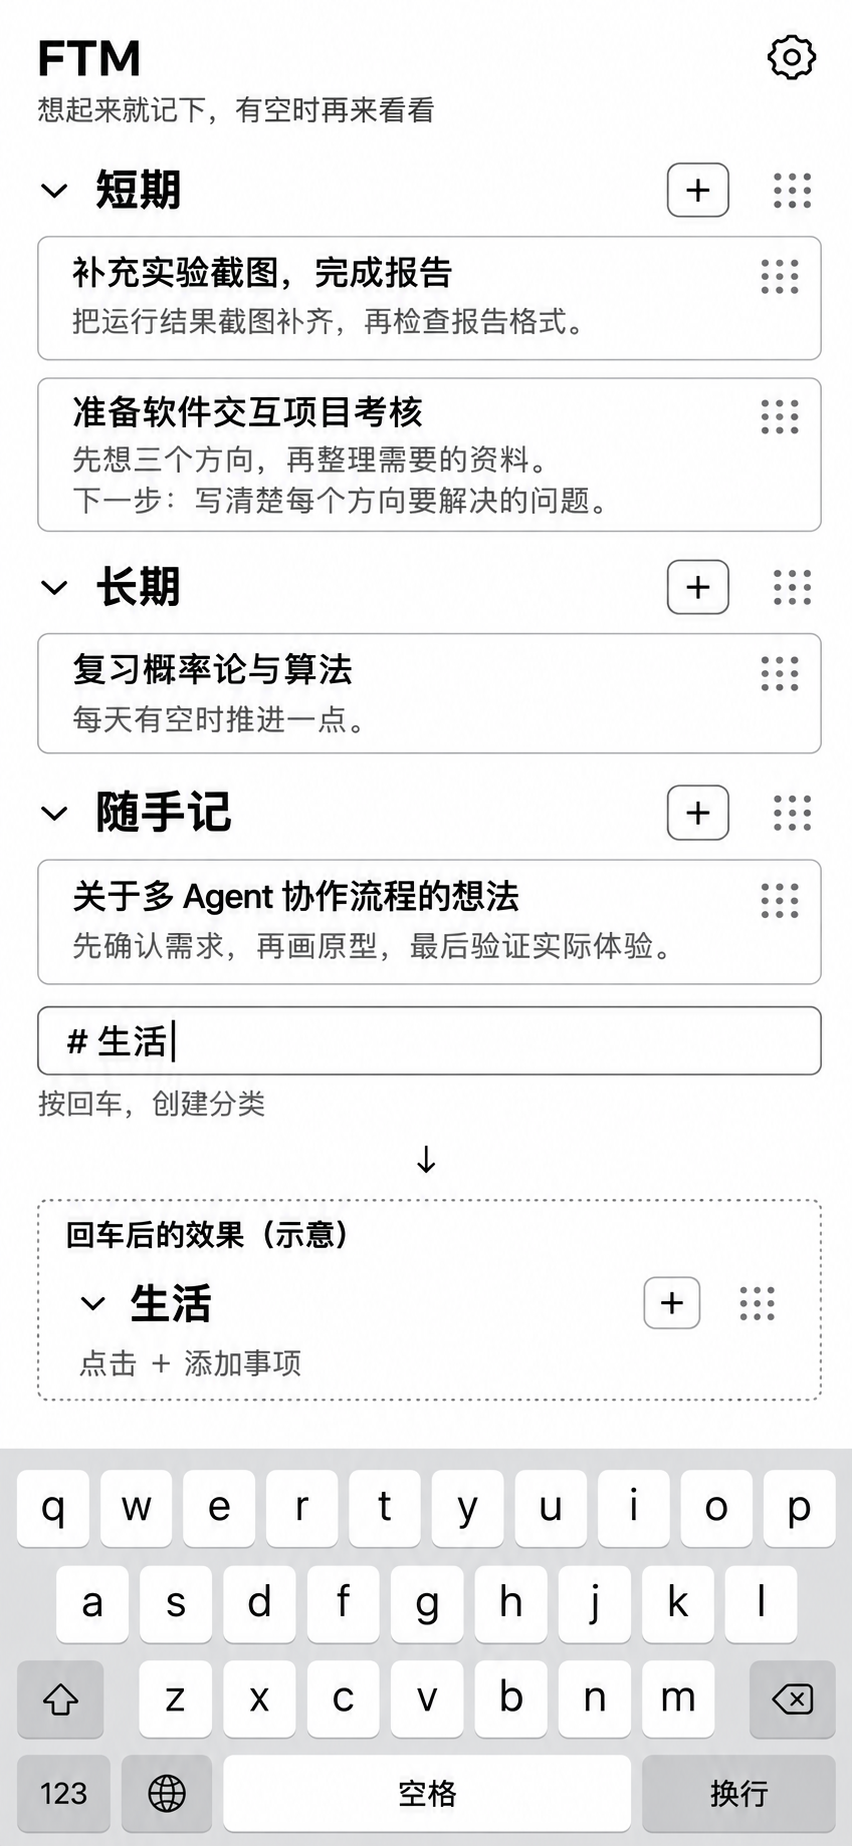 FTM
想起来就记下，有空时再来看看
短期
+
补充实验截图，完成报告
把运行结果截图补齐，再检查报告格式。
准备软件交互项目考核
先想三个方向，再整理需要的资料。
下一步：写清楚每个方向要解决的问题。
长期
+
复习概率论与算法
每天有空时推进一点。
随手记
+
关于多 Agent 协作流程的想法
先确认需求，再画原型，最后验证实际体验。
# 生活
按回车，创建分类
↓
回车后的效果（示意）
生活
+
点击 + 添加事项
q w e r t y u i o p
a s d f g h j k l
z x c v b n m
123 空格 换行